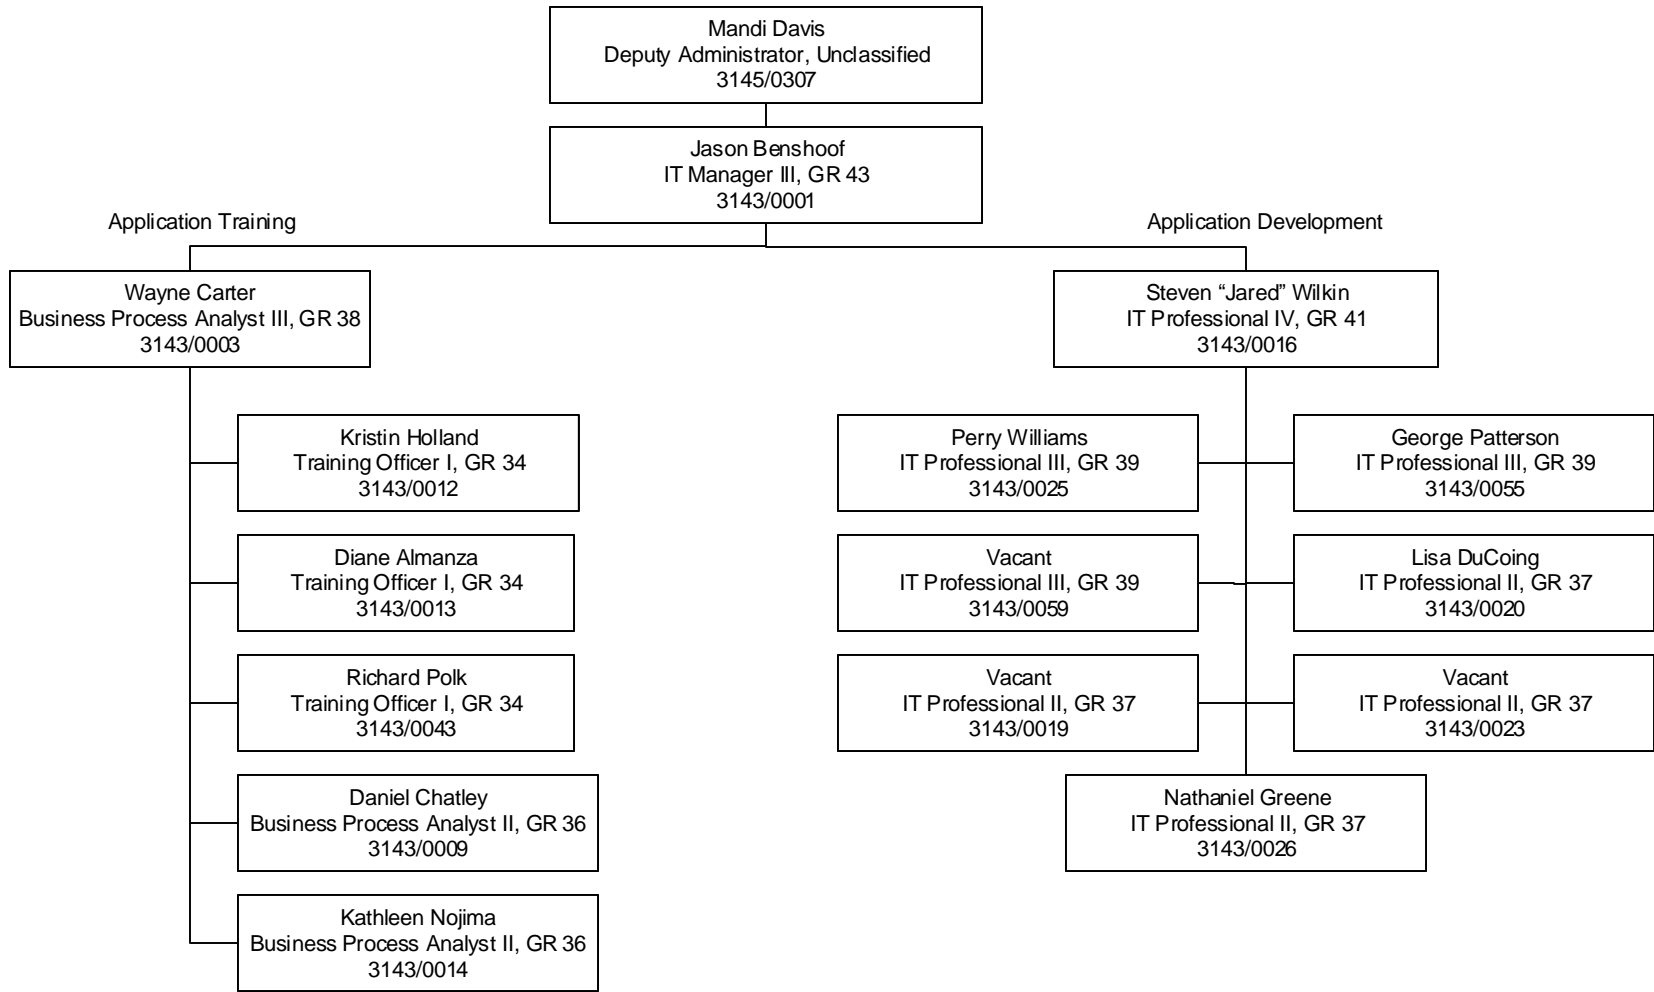 Mandi Davis
Deputy Administrator, Unclassified
3145/0307
Jason Benshoof
IT Manager III, GR 43
3143/0001
Application Training
Application Development
Wayne Carter
Business Process Analyst III, GR 38
3143/0003
Steven “Jared” Wilkin
IT Professional IV, GR 41
3143/0016
Kristin Holland
Training Officer I, GR 34
3143/0012
Diane Almanza
Training Officer I, GR 34
3143/0013
Richard Polk
Training Officer I, GR 34
3143/0043
Daniel Chatley
Business Process Analyst II, GR 36
3143/0009
Kathleen Nojima
Business Process Analyst II, GR 36
3143/0014
Perry Williams
IT Professional III, GR 39
3143/0025
George Patterson
IT Professional III, GR 39
3143/0055
Vacant
IT Professional III, GR 39
3143/0059
Lisa DuCoing
IT Professional II, GR 37
3143/0020
Vacant
IT Professional II, GR 37
3143/0019
Vacant
IT Professional II, GR 37
3143/0023
Nathaniel Greene
IT Professional II, GR 37
3143/0026